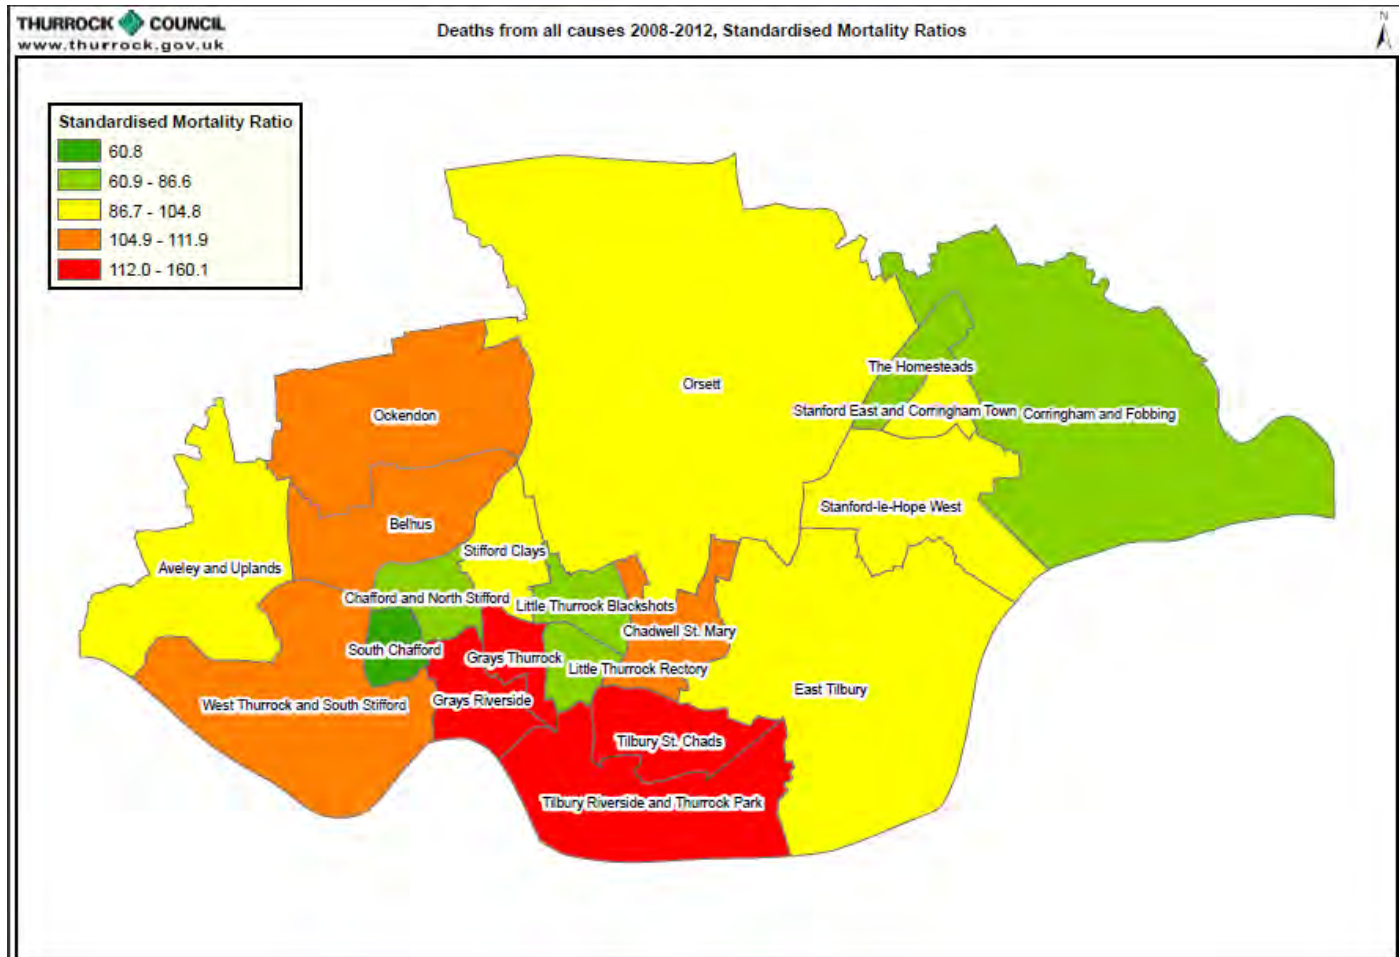 THURROCK COUNCIL
www.thurrock.gov.uk
Deaths from all causes 2008-2012, Standardised Mortality Ratios
N
Standardised Mortality Ratio
60.8
60.9 - 86.6
86.7 - 104.8
104.9 - 111.9
112.0 - 160.1
The Homesteads
Orsett
Stanford East and Corringham Town
Corringham and Fobbing
Ockendon
Stanford-le-Hope West
Belhus
Stifford Clays
Aveley and Uplands
Chafford and North Stifford
Little Thurrock Blackshots
Chadwell St. Mary
South Chafford
Grays Thurrock
Little Thurrock Rectory
East Tilbury
West Thurrock and South Stifford
Grays Riverside
Tilbury St. Chads
Tilbury Riverside and Thurrock Park